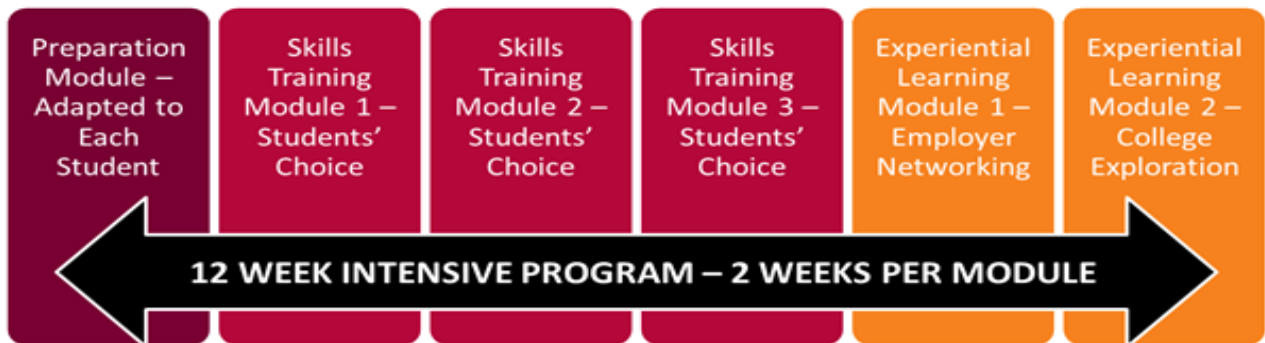 Preparation
Module –
Adapted to
Each
Student
Skills
Training
Module 1 –
Students'
Choice
Skills
Training
Module 2 –
Students'
Choice
Skills
Training
Module 3 –
Students'
Choice
Experiential
Learning
Module 1 –
Employer
Networking
Experiential
Learning
Module 2 –
College
Exploration
12 WEEK INTENSIVE PROGRAM – 2 WEEKS PER MODULE